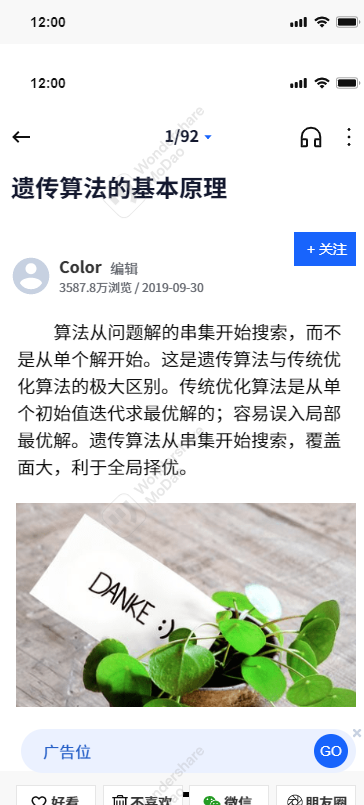 12:00
12:00
1/92
遗传算法的基本原理
+ 关注
Color 编辑
3587.8万浏览 / 2019-09-30
算法从问题解的串集开始搜索，而不
是从单个解开始。这是遗传算法与传统优
化算法的极大区别。传统优化算法是从单
个初始值迭代求最优解的；容易误入局部
最优解。遗传算法从串集开始搜索，覆盖
面大，利于全局择优。
DANKE :)
广告位
GO
好看
不喜欢
微信
朋友圈
Wondershare
MoDao
Wondershare
MoDao
Wondershare